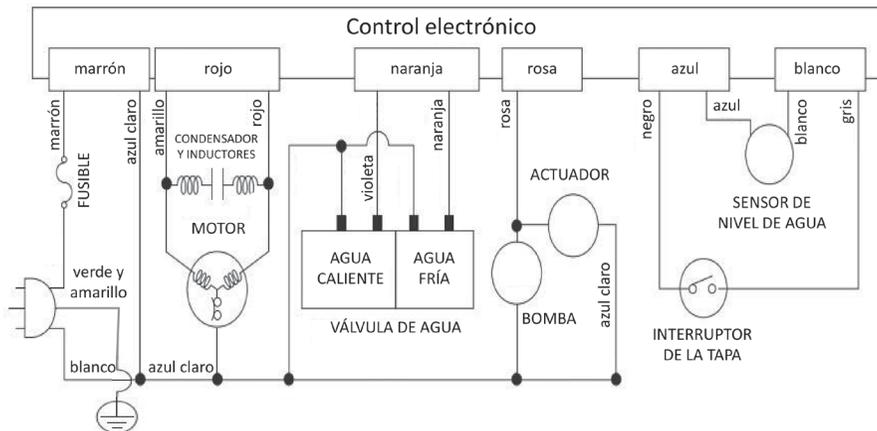 Control electrónico
marrón
rojo
naranja
rosa
azul
blanco
marrón
azul claro
amarillo
rojo
violeta
naranja
rosa
negro
azul
blanco
gris
FUSIBLE
CONDENSADOR
Y INDUCTORES
MOTOR
ACTUADOR
SENSOR DE
NIVEL DE AGUA
AGUA
CALIENTE
AGUA
FRÍA
verde y
amarillo
VÁLVULA DE AGUA
BOMBA
azul claro
INTERRUPTOR
DE LA TAPA
blanco
azul claro